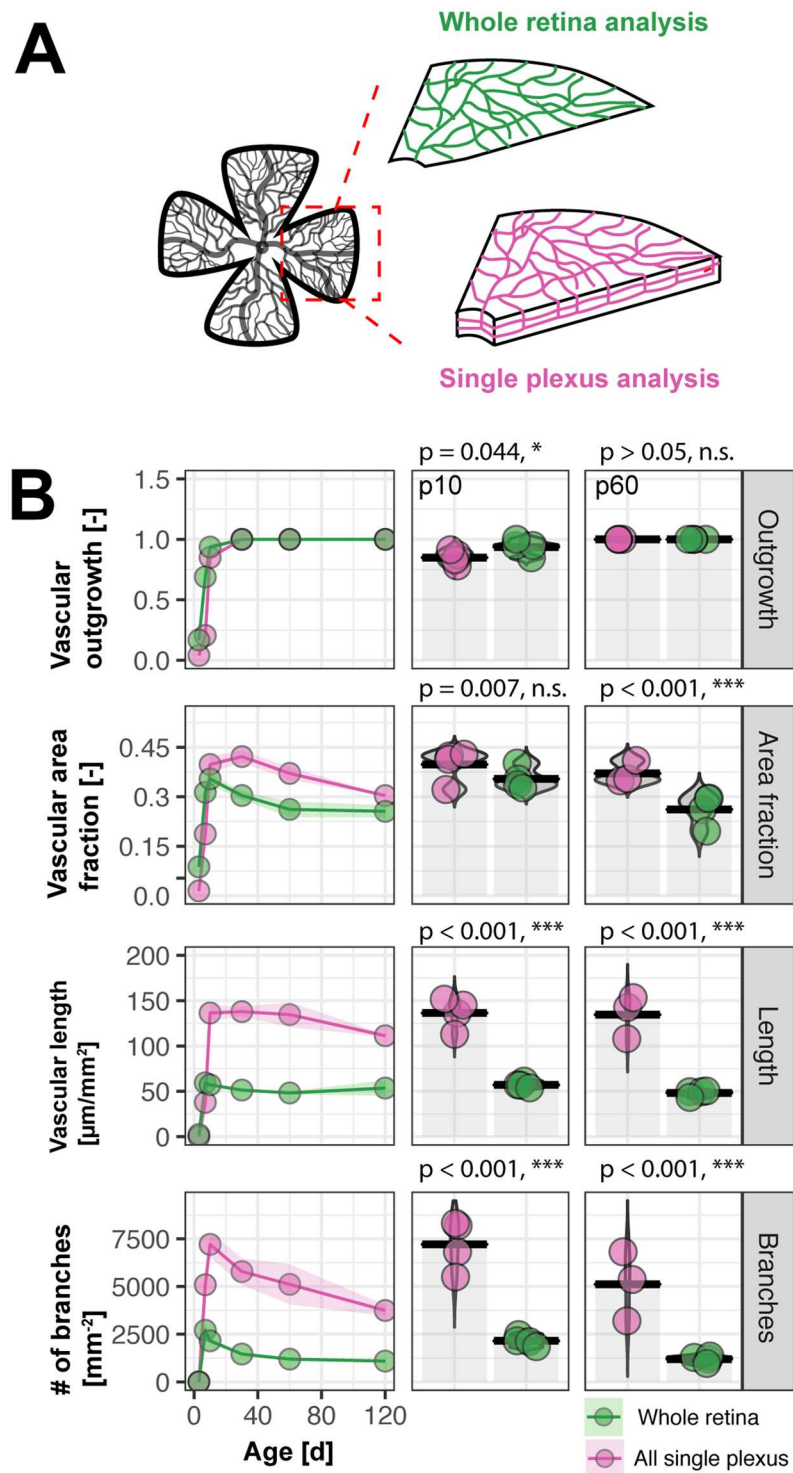 A
Whole retina analysis
Single plexus analysis
B
p = 0.044, *
p > 0.05, n.s.
p10
p60
Vascular
outgrowth [-]
1.5
1.0
0.5
0.0
Outgrowth
p = 0.007, n.s.
p < 0.001, ***
Vascular area
fraction [-]
0.45
0.3
0.15
0.0
Area fraction
p < 0.001, ***
p < 0.001, ***
Vascular length
[µm/mm²]
200
150
100
50
0
Length
p < 0.001, ***
p < 0.001, ***
# of branches
[mm⁻²]
7500
5000
2500
0
Branches
0 40 80 120
Age [d]
Whole retina
All single plexus